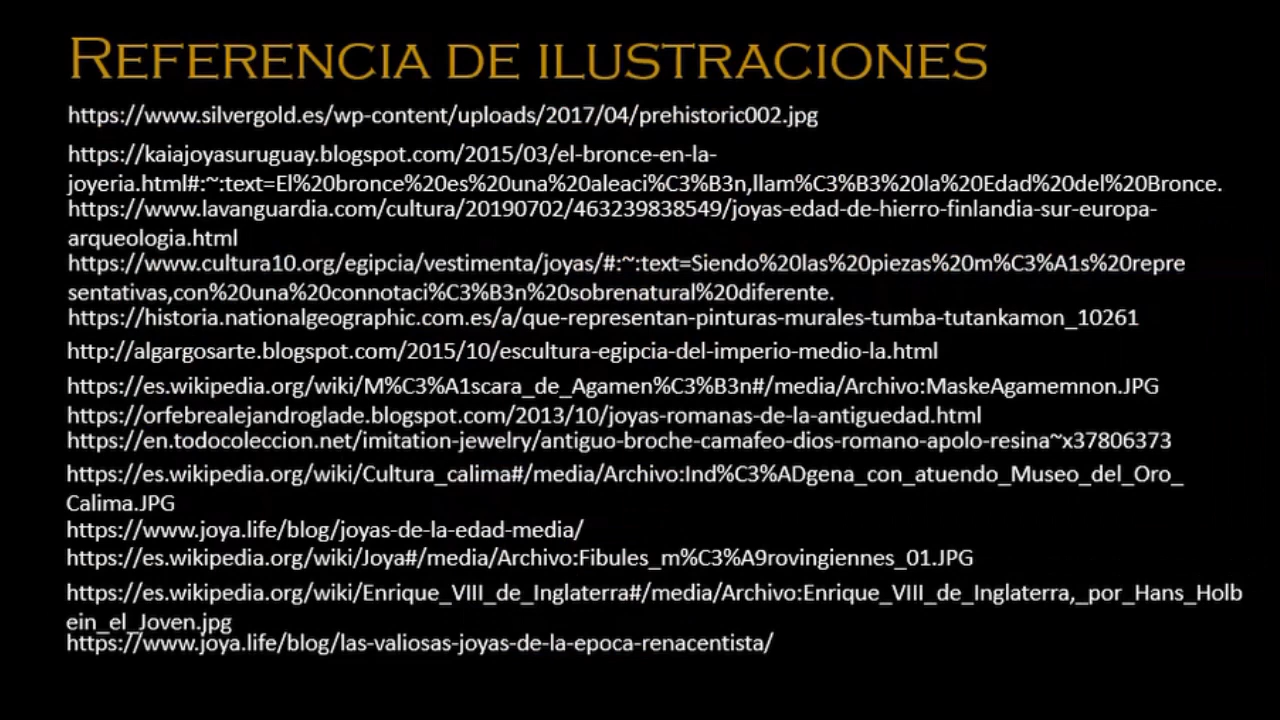 REFERENCIA DE ILUSTRACIONES
https://www.silvergold.es/wp-content/uploads/2017/04/prehistoric002.jpg
https://kaiajoyasuruguay.blogspot.com/2015/03/el-bronce-en-la-
joyeria.html#:~:text=El%20bronce%20es%20una%20aleaci%C3%B3n,llam%C3%B3%20la%20Edad%20del%20Bronce.
https://www.lavanguardia.com/cultura/20190702/463239838549/joyas-edad-de-hierro-finlandia-sur-europa-
arqueologia.html
https://www.cultura10.org/egipcia/vestimenta/joyas/#:~:text=Siendo%20las%20piezas%20m%C3%A1s%20repre
sentativas,con%20una%20connotaci%C3%B3n%20sobrenatural%20diferente.
https://historia.nationalgeographic.com.es/a/que-representan-pinturas-murales-tumba-tutankamon_10261
http://algargosarte.blogspot.com/2015/10/escultura-egipcia-del-imperio-medio-la.html
https://es.wikipedia.org/wiki/M%C3%A1scara_de_Agamen%C3%B3n#/media/Archivo:MaskeAgamemnon.JPG
https://orfebrealejandroglade.blogspot.com/2013/10/joyas-romanas-de-la-antiguedad.html
https://en.todocoleccion.net/imitation-jewelry/antiguo-broche-camafeo-dios-romano-apolo-resina~x37806373
https://es.wikipedia.org/wiki/Cultura_calima#/media/Archivo:Ind%C3%ADgena_con_atuendo_Museo_del_Oro_
Calima.JPG
https://www.joya.life/blog/joyas-de-la-edad-media/
https://es.wikipedia.org/wiki/Joya#/media/Archivo:Fibules_m%C3%A9rovingiennes_01.JPG
https://es.wikipedia.org/wiki/Enrique_VIII_de_Inglaterra#/media/Archivo:Enrique_VIII_de_Inglaterra,_por_Hans_Holb
ein_el_Joven.jpg
https://www.joya.life/blog/las-valiosas-joyas-de-la-epoca-renacentista/